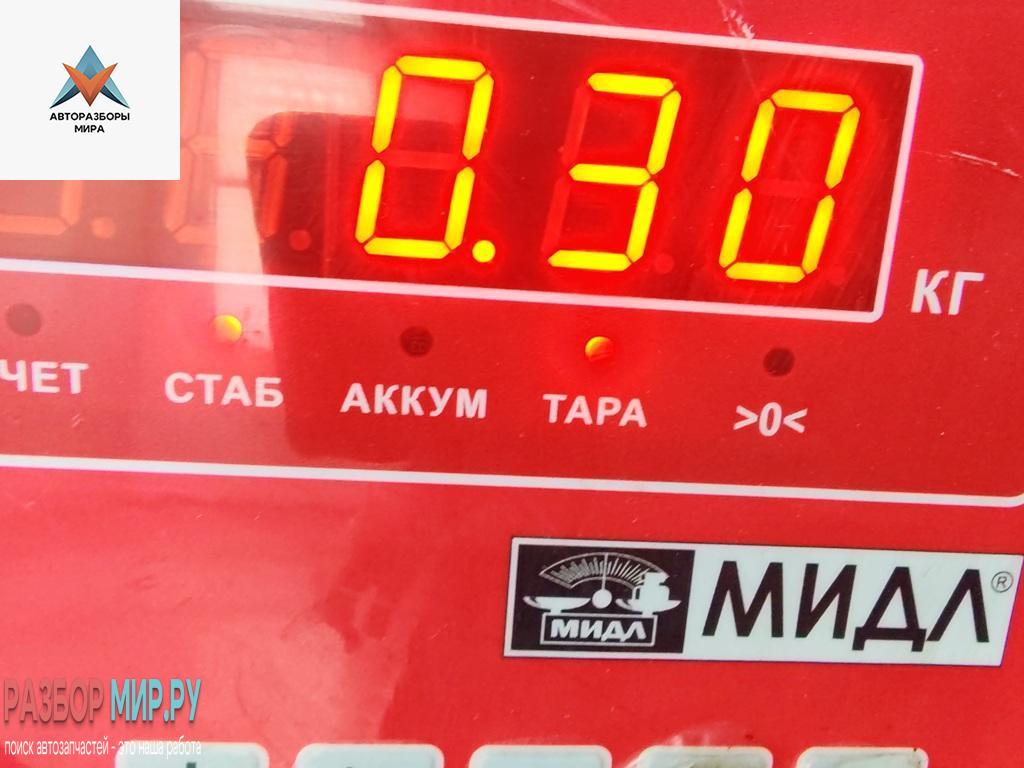 АВТОРАЗБОРЫ
МИРА
0.30
КГ
ЧЕТ СТАБ АККУМ ТАРА >0<
МИДЛ МИДЛ®
РАЗБОР МИР.РУ
поиск автозапчастей - это наша работа